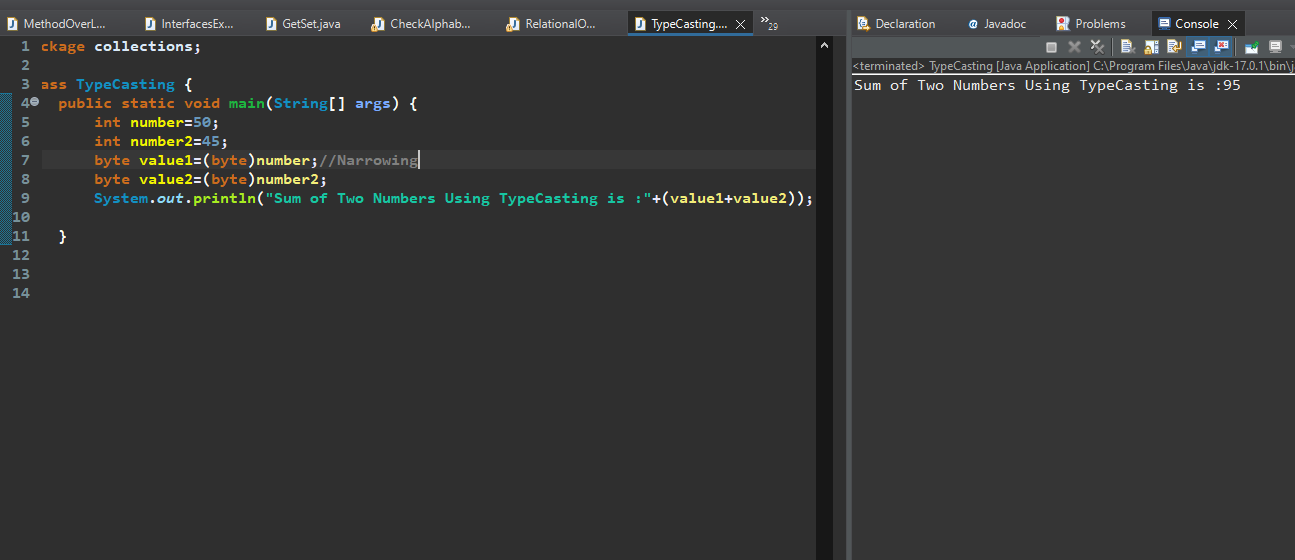 MethodOverL... InterfacesEx... GetSet.java CheckAlphab... RelationalO... TypeCasting.... »29
Declaration @ Javadoc Problems Console
<terminated> TypeCasting [Java Application] C:\Program Files\Java\jdk-17.0.1\bin\j
Sum of Two Numbers Using TypeCasting is :95
1 ckage collections;
2
3 ass TypeCasting {
4 public static void main(String[] args) {
5 int number=50;
6 int number2=45;
7 byte value1=(byte)number;//Narrowing
8 byte value2=(byte)number2;
9 System.out.println("Sum of Two Numbers Using TypeCasting is :"+(value1+value2));
10
11 }
12
13
14